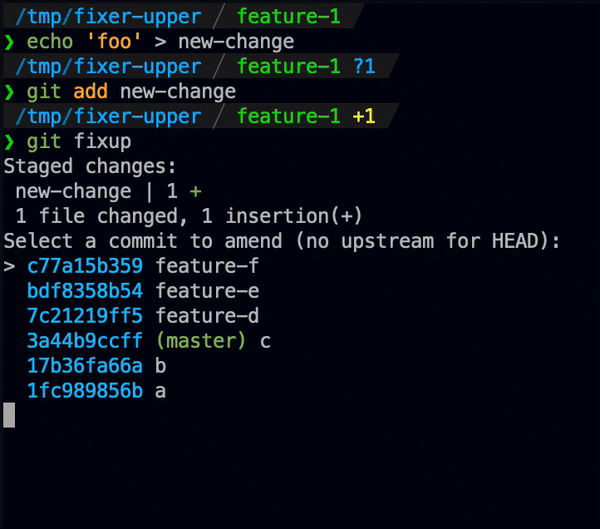 /tmp/fixer-upper / feature-1
❯ echo 'foo' > new-change
/tmp/fixer-upper / feature-1 ?1
❯ git add new-change
/tmp/fixer-upper / feature-1 +1
❯ git fixup
Staged changes:
 new-change | 1 +
 1 file changed, 1 insertion(+)
Select a commit to amend (no upstream for HEAD):
> c77a15b359 feature-f
  bdf8358b54 feature-e
  7c21219ff5 feature-d
  3a44b9ccff (master) c
  17b36fa66a b
  1fc989856b a